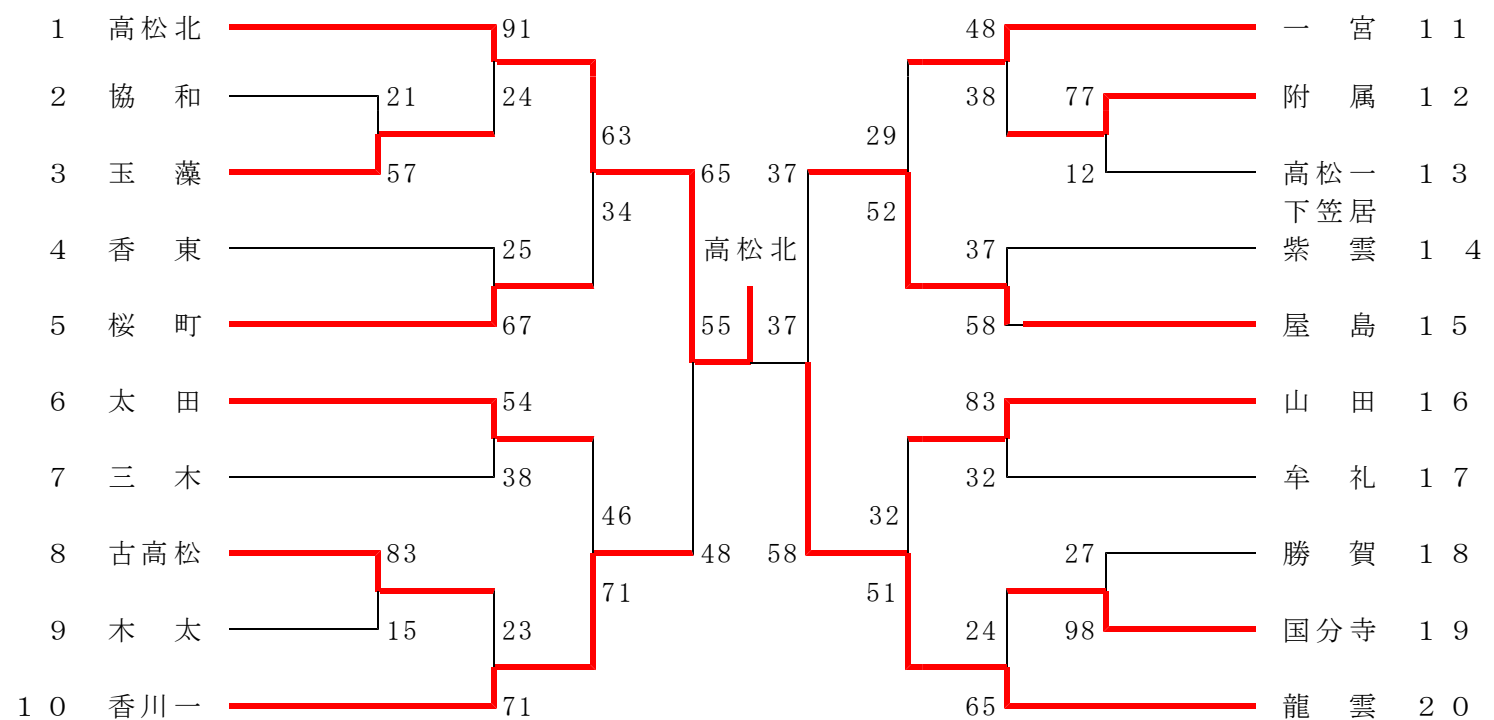 1 高松北 91 48 一宮 11
2 協和 21 24 38 77 附属 12
63 29
3 玉藻 57 65 37 12 高松一 13
34 52 下笠居
4 香東 25 高松北 37 紫雲 14
5 桜町 67 55 37 58 屋島 15
6 太田 54 83 山田 16
7 三木 38 32 牟礼 17
46 32
8 古高松 83 48 58 27 勝賀 18
71 51
9 木太 15 23 24 98 国分寺 19
10 香川一 71 65 龍雲 20